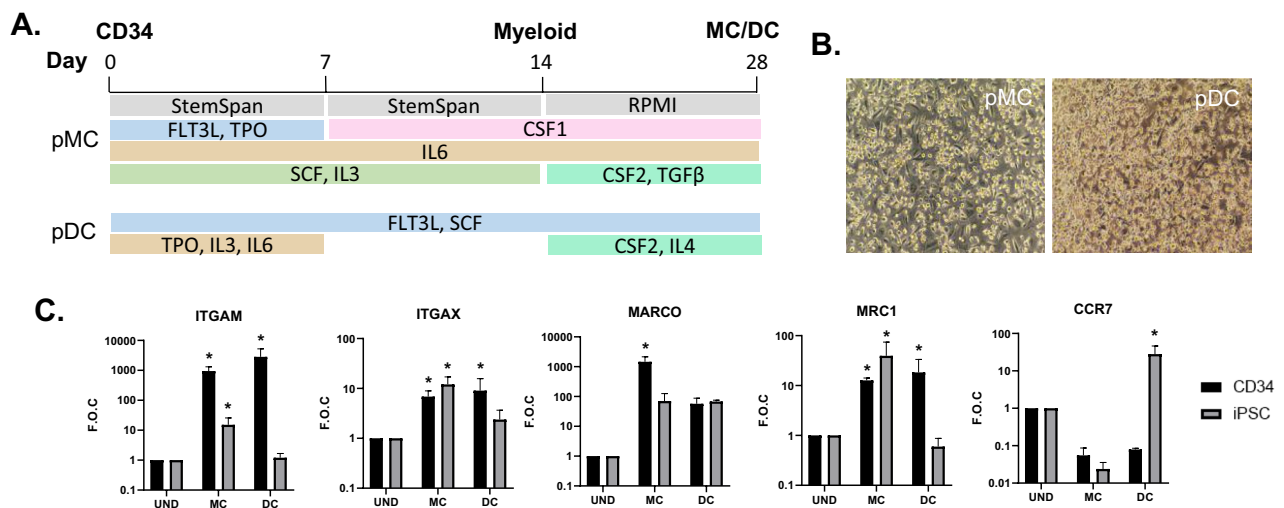 A.
CD34 Myeloid MC/DC
Day 0 7 14 28
StemSpan StemSpan RPMI
pMC
FLT3L, TPO CSF1
IL6
SCF, IL3 CSF2, TGFβ
pDC
FLT3L, SCF
TPO, IL3, IL6 CSF2, IL4
B.
pMC pDC
C.
ITGAM
F.O.C
10000
1000
100
10
1
0.1
* * *
UND MC DC
ITGAX
F.O.C
100
10
1
0.1
* * *
UND MC DC
MARCO
F.O.C
10000
1000
100
10
1
0.1
*
UND MC DC
MRC1
F.O.C
100
10
1
0.1
* * *
UND MC DC
CCR7
F.O.C
100
10
1
0.1
0.01
*
UND MC DC
CD34
iPSC